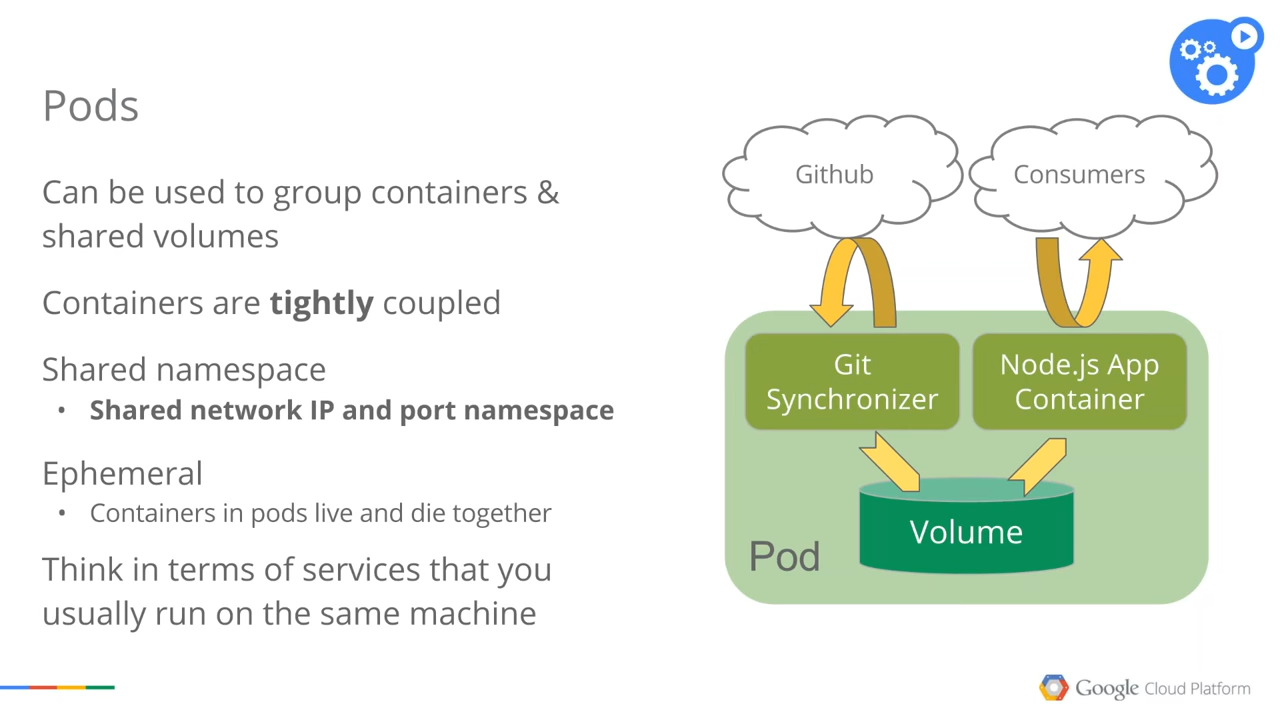 Pods
Can be used to group containers &
shared volumes
Containers are tightly coupled
Shared namespace
• Shared network IP and port namespace
Ephemeral
• Containers in pods live and die together
Think in terms of services that you
usually run on the same machine
Github
Consumers
Git
Synchronizer
Node.js App
Container
Volume
Pod
Google Cloud Platform